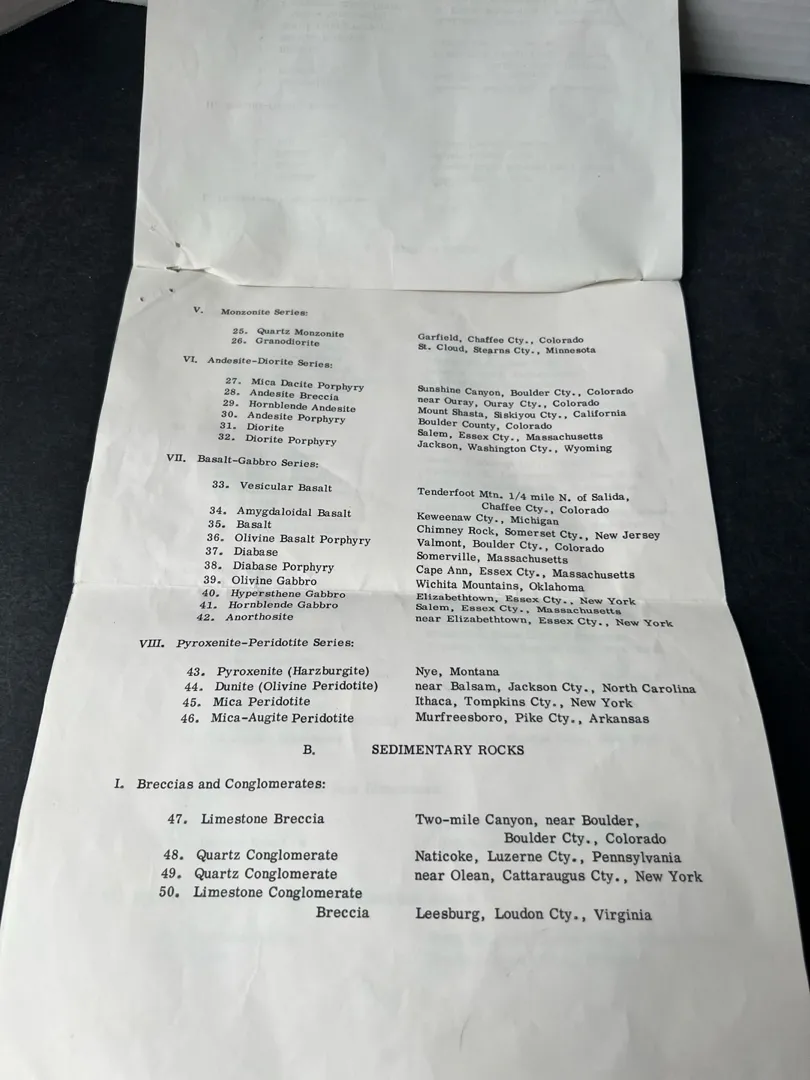 V. Monzonite Series:
25. Quartz Monzonite Garfield, Chaffee Cty., Colorado
26. Granodiorite St. Cloud, Stearns Cty., Minnesota
VI. Andesite-Diorite Series:
27. Mica Dacite Porphyry Sunshine Canyon, Boulder Cty., Colorado
28. Andesite Breccia near Ouray, Ouray Cty., Colorado
29. Hornblende Andesite Mount Shasta, Siskiyou Cty., California
30. Andesite Porphyry Boulder County, Colorado
31. Diorite Salem, Essex Cty., Massachusetts
32. Diorite Porphyry Jackson, Washington Cty., Wyoming
VII. Basalt-Gabbro Series:
33. Vesicular Basalt Tenderfoot Mtn. 1/4 mile N. of Salida,
Chaffee Cty., Colorado
34. Amygdaloidal Basalt Keweenaw Cty., Michigan
35. Basalt Chimney Rock, Somerset Cty., New Jersey
36. Olivine Basalt Porphyry Valmont, Boulder Cty., Colorado
37. Diabase Somerville, Massachusetts
38. Diabase Porphyry Cape Ann, Essex Cty., Massachusetts
39. Olivine Gabbro Wichita Mountains, Oklahoma
40. Hypersthene Gabbro Elizabethtown, Essex Cty., New York
41. Hornblende Gabbro Salem, Essex Cty., Massachusetts
42. Anorthosite near Elizabethtown, Essex Cty., New York
VIII. Pyroxenite-Peridotite Series:
43. Pyroxenite (Harzburgite) Nye, Montana
44. Dunite (Olivine Peridotite) near Balsam, Jackson Cty., North Carolina
45. Mica Peridotite Ithaca, Tompkins Cty., New York
46. Mica-Augite Peridotite Murfreesboro, Pike Cty., Arkansas
B. SEDIMENTARY ROCKS
I. Breccias and Conglomerates:
47. Limestone Breccia Two-mile Canyon, near Boulder,
Boulder Cty., Colorado
48. Quartz Conglomerate Naticoke, Luzerne Cty., Pennsylvania
49. Quartz Conglomerate near Olean, Cattaraugus Cty., New York
50. Limestone Conglomerate
Breccia Leesburg, Loudon Cty., Virginia